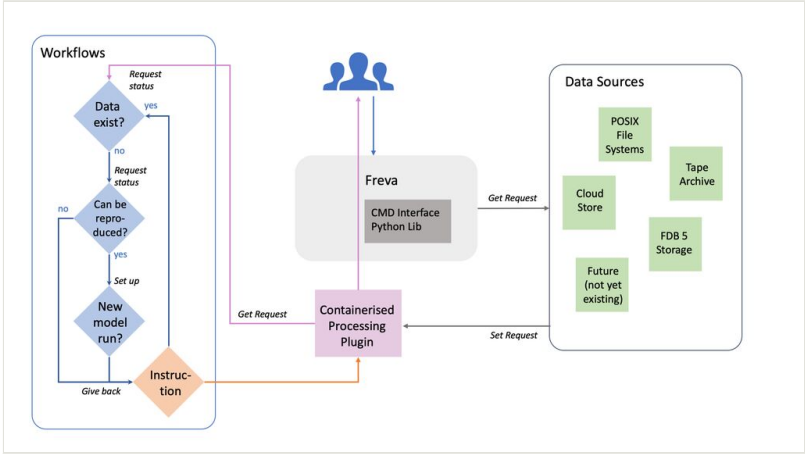 Workflows
Request
status
Data
exist?
yes
no
Request
status
Can be
repro-
duced?
no
yes
Set up
New
model
run?
Give back
Instruc-
tion
Freva
CMD Interface
Python Lib
Get Request
Containerised
Processing
Plugin
Get Request
Set Request
Data Sources
POSIX
File
Systems
Tape
Archive
Cloud
Store
FDB 5
Storage
Future
(not yet
existing)